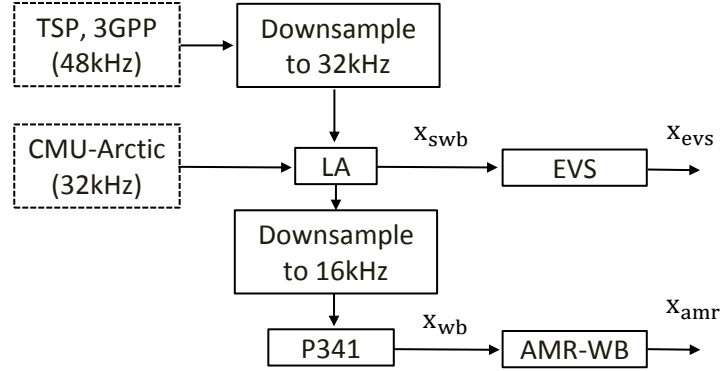 TSP, 3GPP
(48kHz)
Downsample
to 32kHz
CMU-Arctic
(32kHz)
LA
x_swb
EVS
x_evs
Downsample
to 16kHz
P341
x_wb
AMR-WB
x_amr